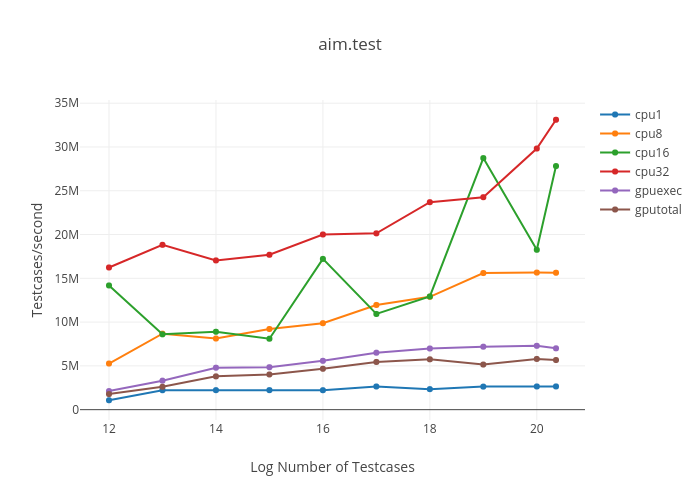 aim.test
35M
30M
25M
20M
15M
10M
5M
0
Testcases/second
12
14
16
18
20
Log Number of Testcases
cpu1
cpu8
cpu16
cpu32
gpuexec
gputotal